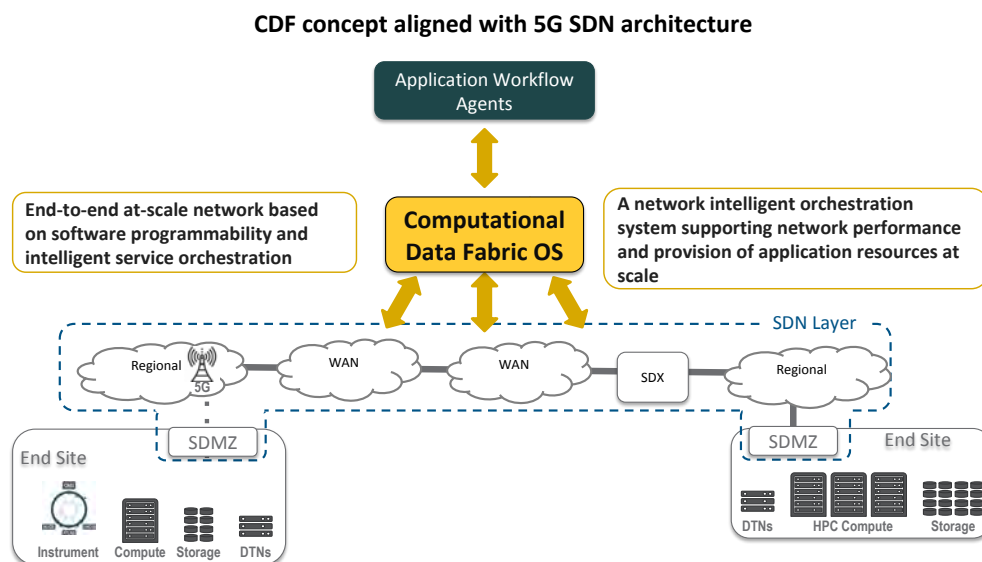 CDF concept aligned with 5G SDN architecture
Application Workflow
Agents
End-to-end at-scale network based
on software programmability and
intelligent service orchestration
Computational
Data Fabric OS
A network intelligent orchestration
system supporting network performance
and provision of application resources at
scale
SDN Layer
Regional
5G
WAN
WAN
SDX
Regional
SDMZ
End Site
Instrument
Compute
Storage
DTNs
SDMZ
End Site
DTNs
HPC Compute
Storage